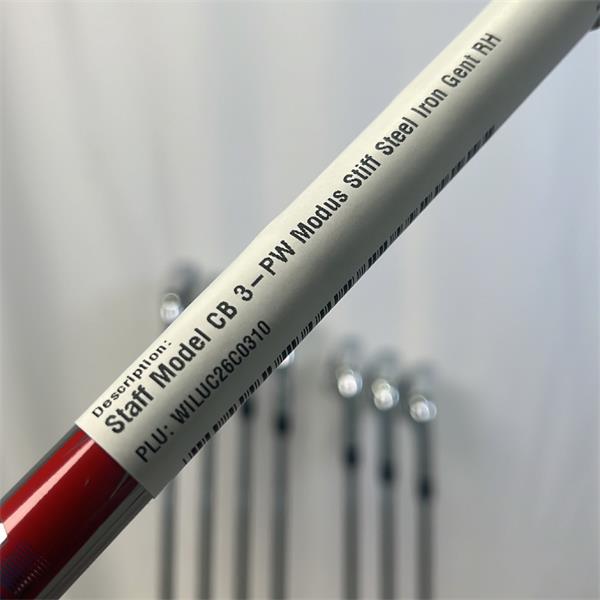 Description:
Staff Model CB 3-PW Modus Stiff Steel Iron Gent RH
PLU: WILUC26C0310